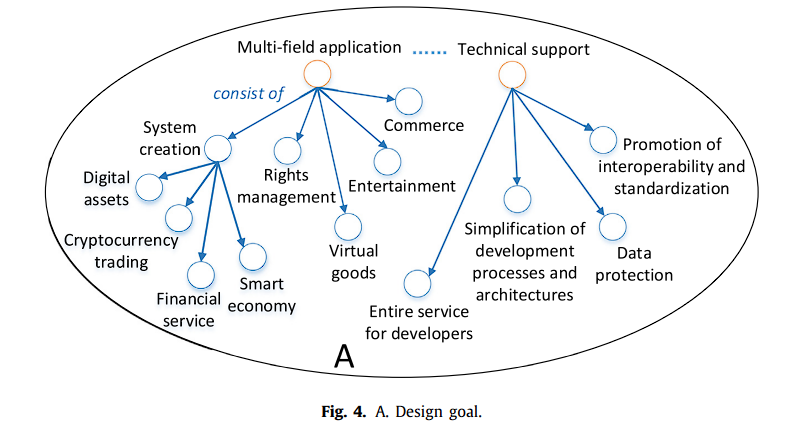 Multi-field application ...... Technical support
consist of
Commerce
System
creation
Promotion of
interoperability and
standardization
Rights
management
Entertainment
Digital
assets
Cryptocurrency
trading
Virtual
goods
Simplification of
development
processes and
architectures
Data
protection
Smart
economy
Financial
service
Entire service
for developers
A
Fig. 4. A. Design goal.